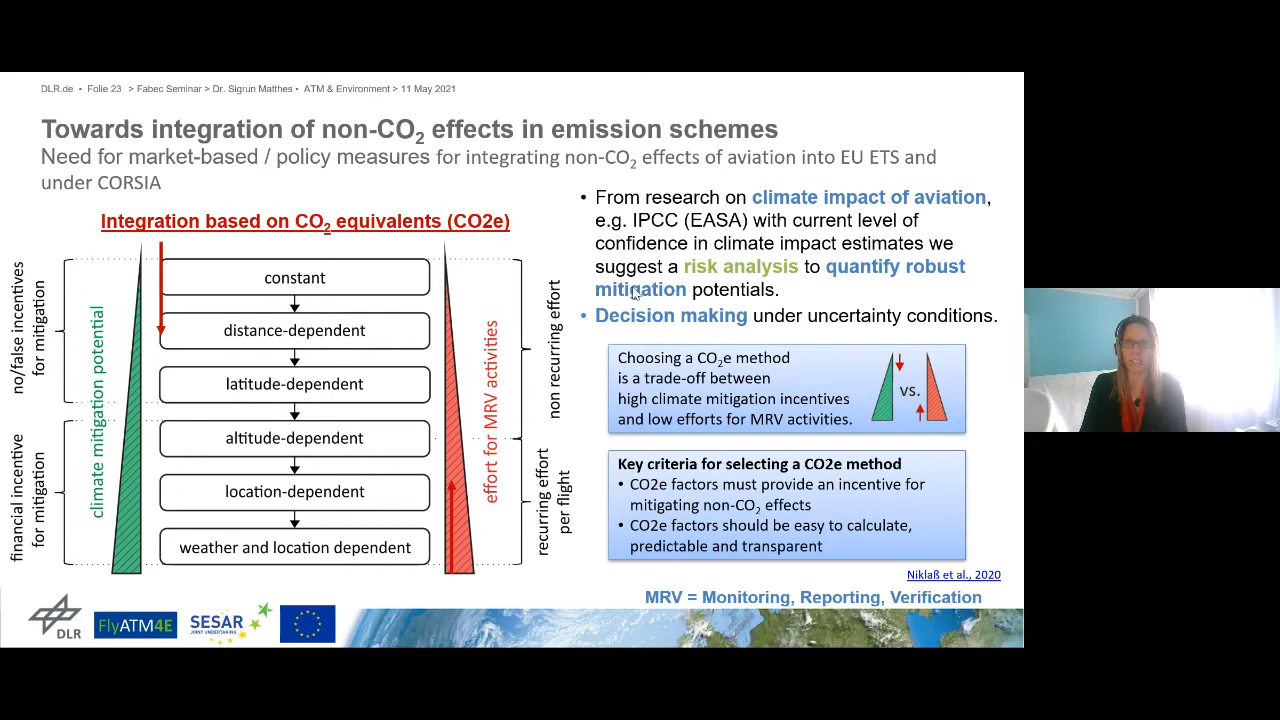 DLR.de • Folie 23 > Fabec Seminar > Dr. Sigrun Matthes • ATM & Environment > 11 May 2021
Towards integration of non-CO2 effects in emission schemes
Need for market-based / policy measures for integrating non-CO2 effects of aviation into EU ETS and
under CORSIA
Integration based on CO2 equivalents (CO2e)
no/false incentives
for mitigation
financial incentive
for mitigation
climate mitigation potential
constant
distance-dependent
latitude-dependent
altitude-dependent
location-dependent
weather and location dependent
effort for MRV activities
non recurring effort
recurring effort
per flight
• From research on climate impact of aviation,
e.g. IPCC (EASA) with current level of
confidence in climate impact estimates we
suggest a risk analysis to quantify robust
mitigation potentials.
• Decision making under uncertainty conditions.
Choosing a CO2e method
is a trade-off between
high climate mitigation incentives
and low efforts for MRV activities.
vs.
Key criteria for selecting a CO2e method
• CO2e factors must provide an incentive for
mitigating non-CO2 effects
• CO2e factors should be easy to calculate,
predictable and transparent
Niklaß et al., 2020
MRV = Monitoring, Reporting, Verification
DLR
FlyATM4E
SESAR
JOINT UNDERTAKING